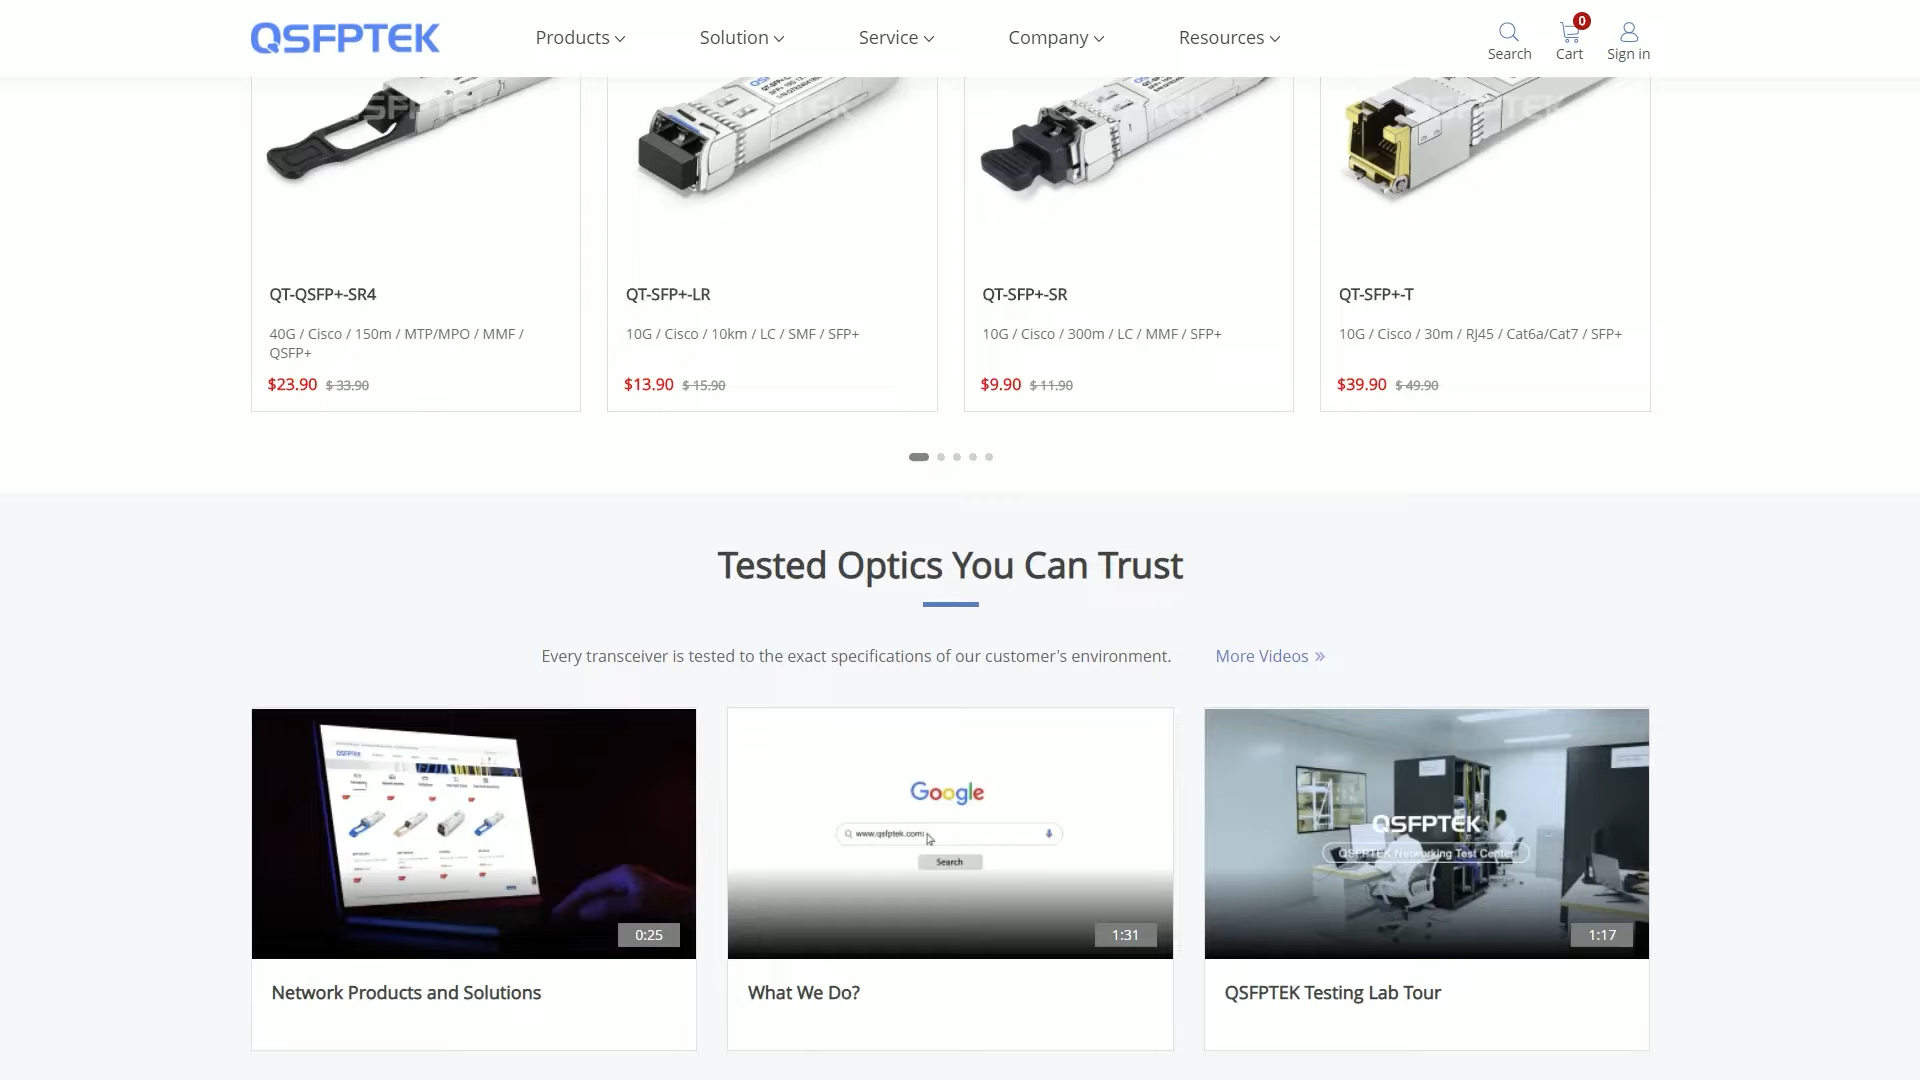 QSFPTEK
Products
Solution
Service
Company
Resources
0
Search
Cart
Sign in
QT-QSFP+-SR4
40G / Cisco / 150m / MTP/MPO / MMF /
QSFP+
$23.90 $ 33.90
QT-SFP+-LR
10G / Cisco / 10km / LC / SMF / SFP+
$13.90 $ 15.90
QT-SFP+-SR
10G / Cisco / 300m / LC / MMF / SFP+
$9.90 $ 11.90
QT-SFP+-T
10G / Cisco / 30m / RJ45 / Cat6a/Cat7 / SFP+
$39.90 $ 49.90
Tested Optics You Can Trust
Every transceiver is tested to the exact specifications of our customer's environment.
More Videos »
QSFPTEK
0:25
Network Products and Solutions
Google
www.qsfptek.com
Search
1:31
What We Do?
QSFPTEK
QSFPTEK Networking Test Center
1:17
QSFPTEK Testing Lab Tour